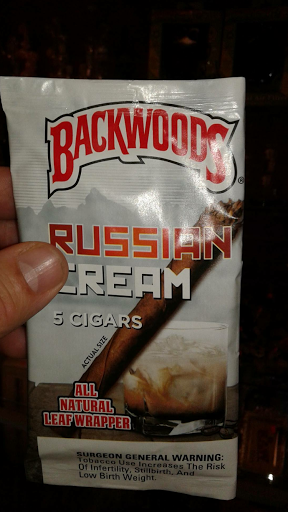 BACKWOODS®
RUSSIAN
CREAM
5 CIGARS
ACTUAL SIZE
ALL
NATURAL
LEAF WRAPPER
SURGEON GENERAL WARNING:
Tobacco Use Increases The Risk
Of Infertility, Stillbirth, And
Low Birth Weight.